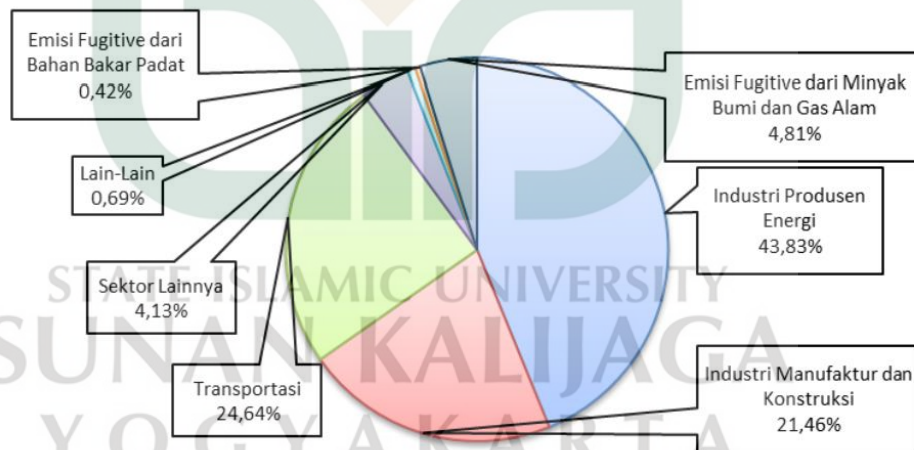 Emisi Fugitive dari
Bahan Bakar Padat
0,42%
Emisi Fugitive dari Minyak
Bumi dan Gas Alam
4,81%
Lain-Lain
0,69%
Industri Produsen
Energi
43,83%
Sektor Lainnya
4,13%
STATE ISLAMIC UNIVERSITY
SUNAN KALIJAGA
YOGYAKARTA
Transportasi
24,64%
Industri Manufaktur dan
Konstruksi
21,46%